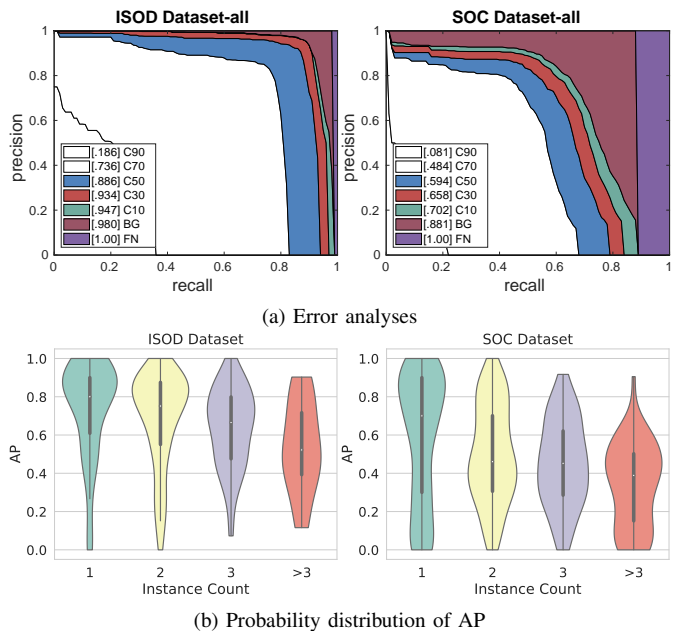 ISOD Dataset-all
SOC Dataset-all
precision
1
0.8
0.6
0.4
0.2
0
[.186] C90
[.736] C70
[.886] C50
[.934] C30
[.947] C10
[.980] BG
[1.00] FN
0 0.2 0.4 0.6 0.8 1
recall
precision
1
0.8
0.6
0.4
0.2
0
[.081] C90
[.484] C70
[.594] C50
[.658] C30
[.702] C10
[.881] BG
[1.00] FN
0 0.2 0.4 0.6 0.8 1
recall
(a) Error analyses
ISOD Dataset
SOC Dataset
AP
1.0
0.8
0.6
0.4
0.2
0.0
1 2 3 >3
Instance Count
AP
1.0
0.8
0.6
0.4
0.2
0.0
1 2 3 >3
Instance Count
(b) Probability distribution of AP